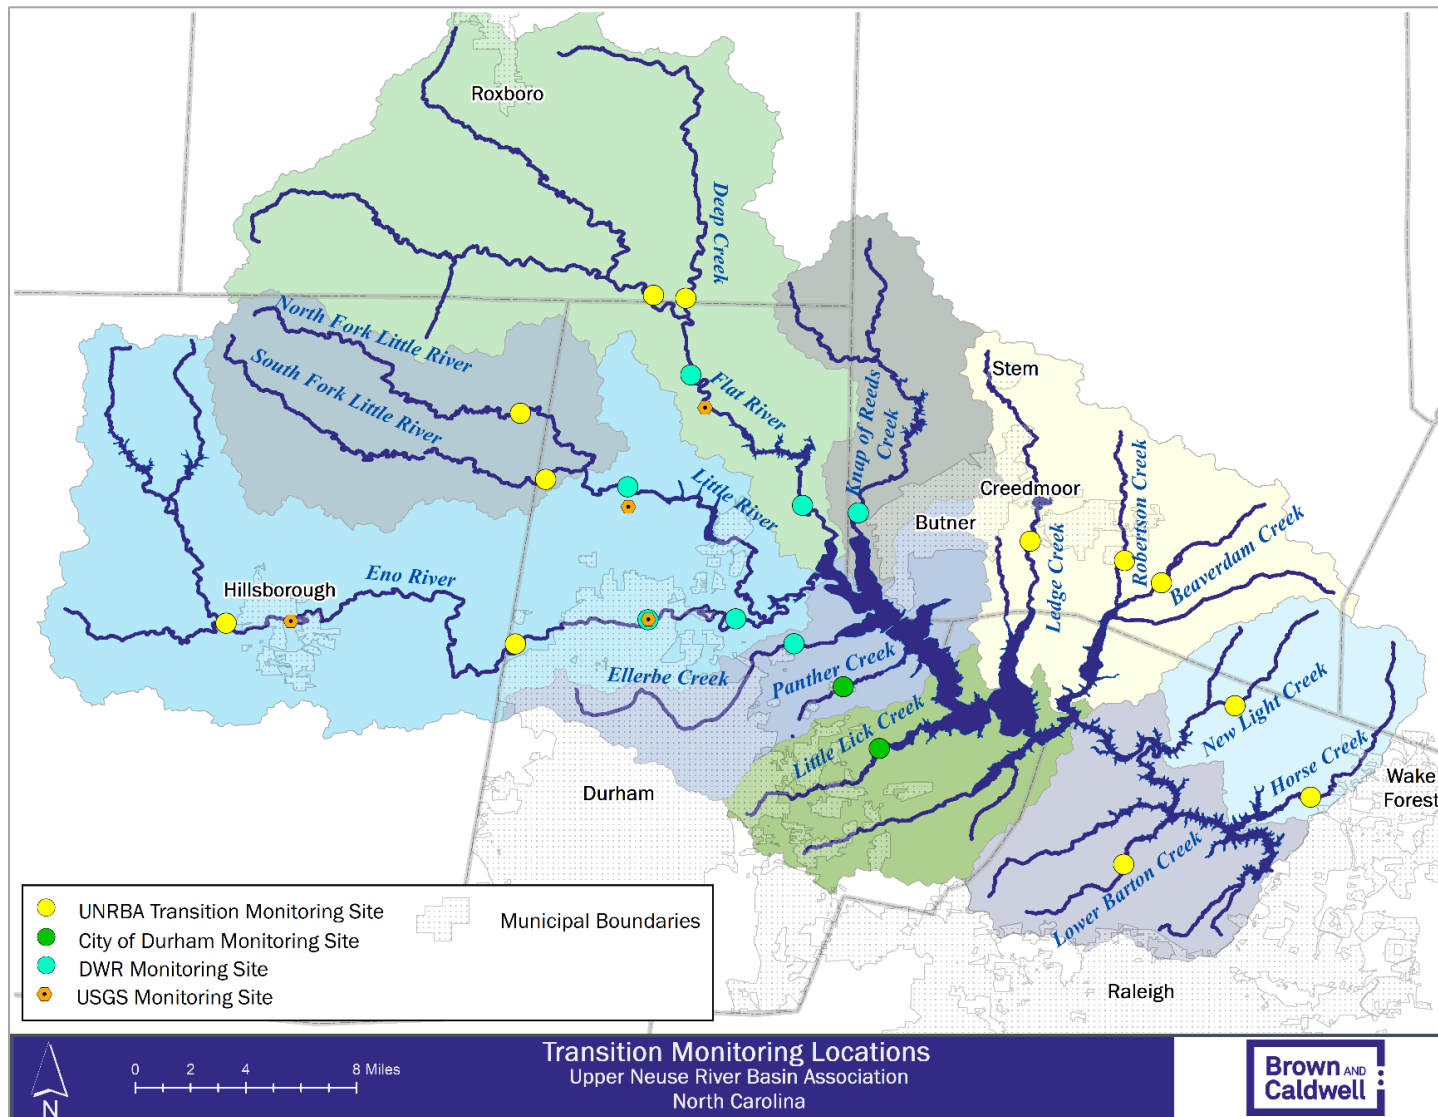 Roxboro
Deep Creek
North Fork Little River
South Fork Little River
Flat River
Knap of Reeds
Creek
Stem
Creedmoor
Butner
Little River
Robertson Creek
Beaverdam Creek
Ledge Creek
Hillsborough
Eno River
Ellerbe Creek
Panther Creek
New Light Creek
Little Lick Creek
Horse Creek
Wake
Forest
Durham
Lower Barton Creek
Raleigh
UNRBA Transition Monitoring Site
City of Durham Monitoring Site
DWR Monitoring Site
USGS Monitoring Site
Municipal Boundaries
N
0 2 4 8 Miles
Transition Monitoring Locations
Upper Neuse River Basin Association
North Carolina
Brown AND
Caldwell